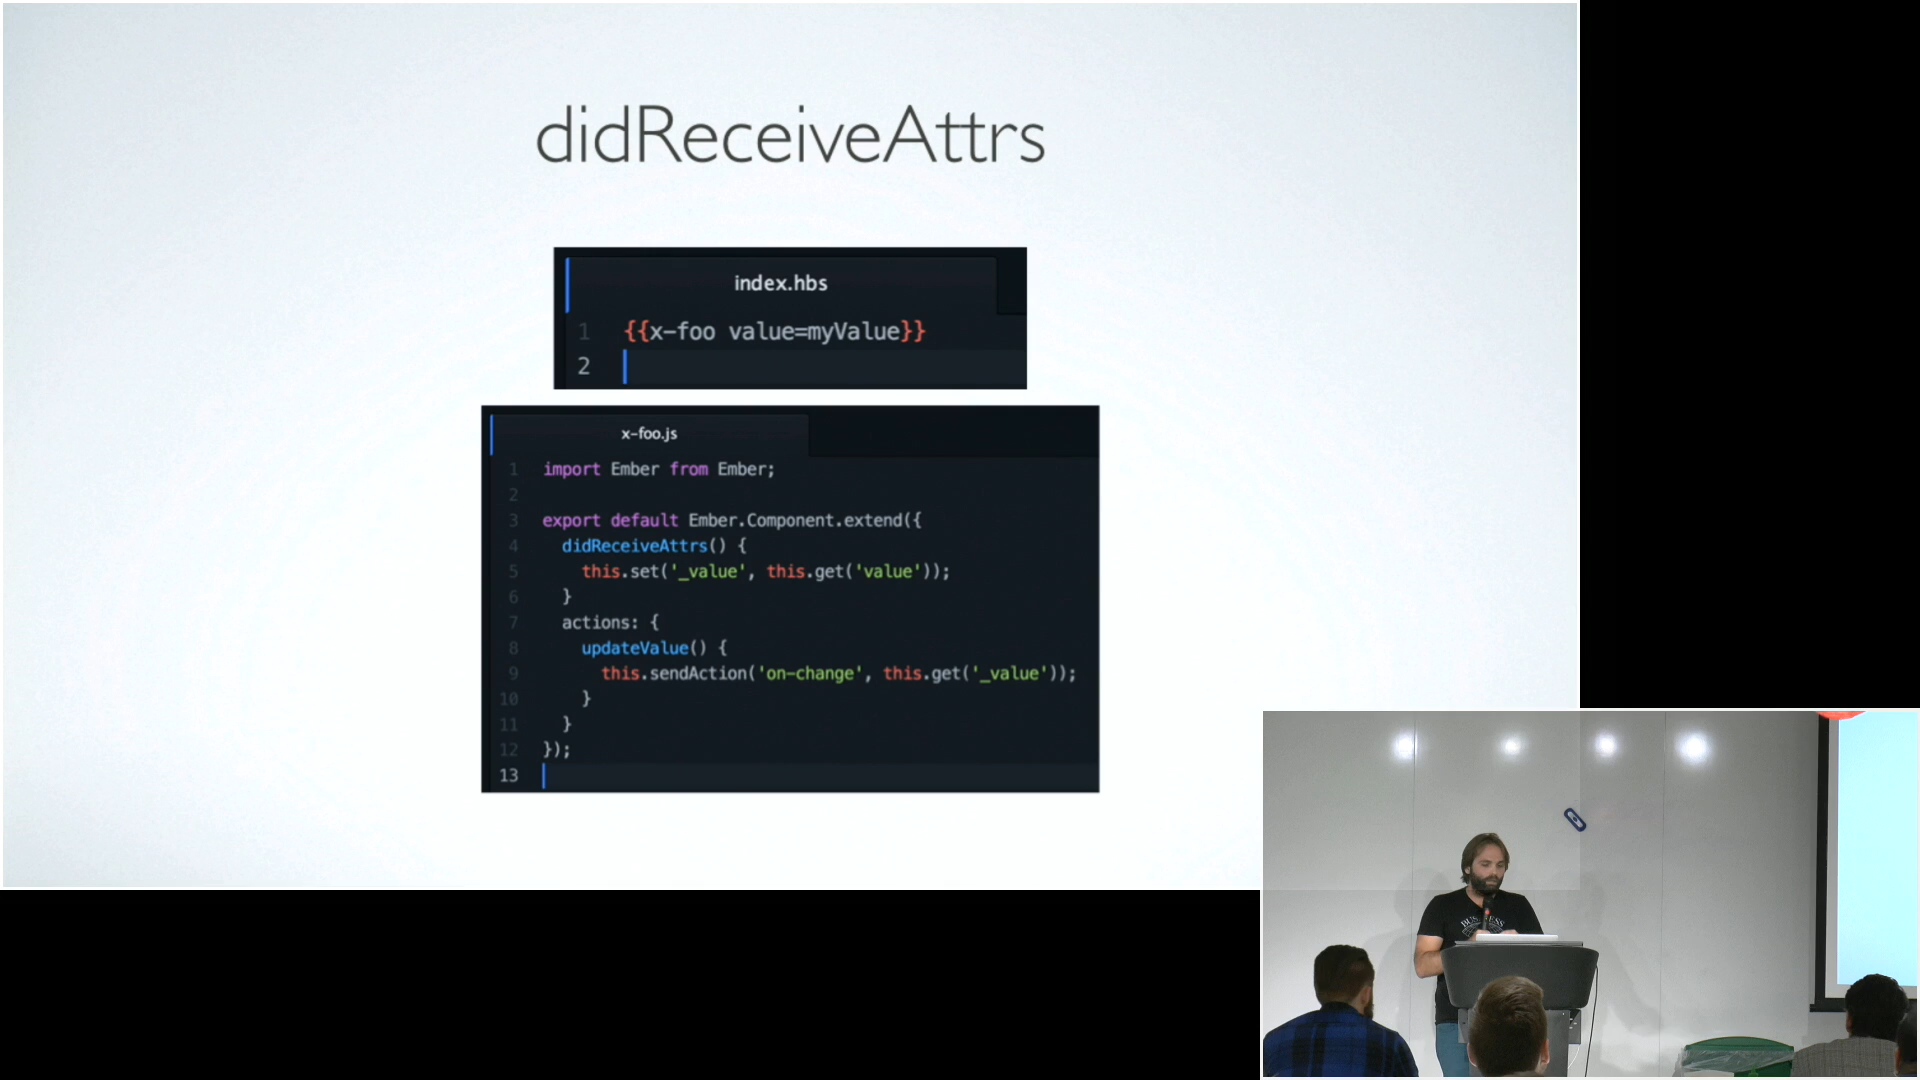 didReceiveAttrs
index.hbs
1 {{x-foo value=myValue}}
2
x-foo.js
1 import Ember from Ember;
2
3 export default Ember.Component.extend({
4 didReceiveAttrs() {
5 this.set('_value', this.get('value'));
6 }
7 actions: {
8 updateValue() {
9 this.sendAction('on-change', this.get('_value'));
10 }
11 }
12 });
13